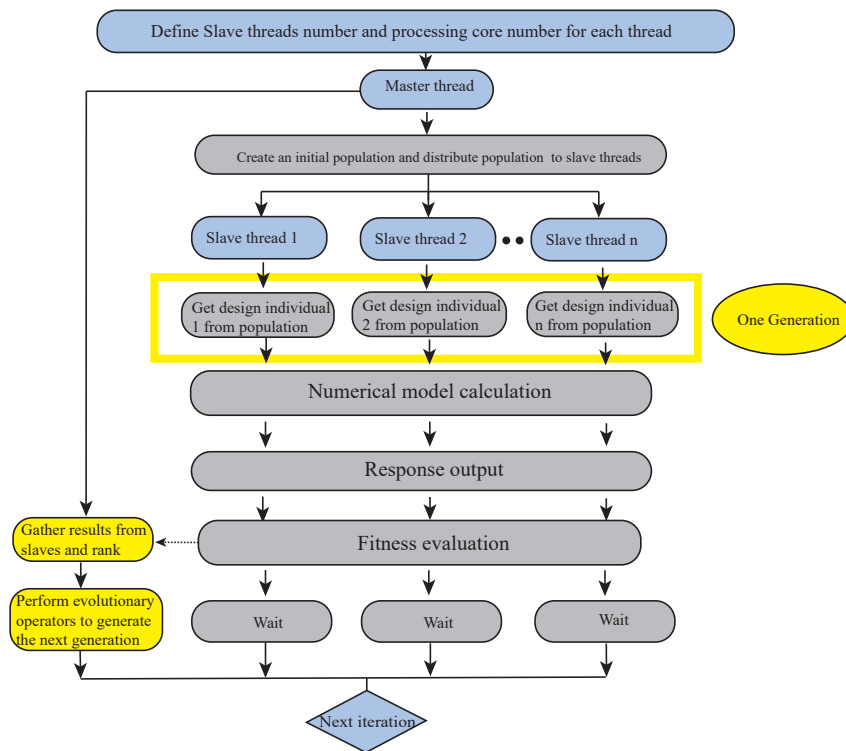 Define Slave threads number and processing core number for each thread
Master thread
Create an initial population and distribute population to slave threads
Slave thread 1
Slave thread 2
Slave thread n
Get design individual
1 from population
Get design individual
2 from population
Get design individual
n from population
One Generation
Numerical model calculation
Response output
Gather results from
slaves and rank
Fitness evaluation
Perform evolutionary
operators to generate
the next generation
Wait
Wait
Wait
Next iteration